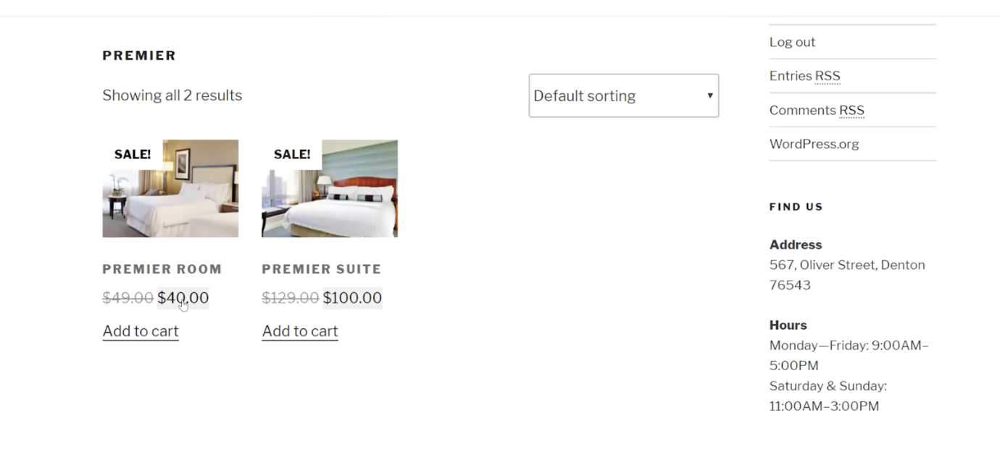 PREMIER
Showing all 2 results
Default sorting
SALE!
SALE!
PREMIER ROOM
$49.00 $40.00
Add to cart
PREMIER SUITE
$129.00 $100.00
Add to cart
Log out
Entries RSS
Comments RSS
WordPress.org
FIND US
Address
567, Oliver Street, Denton
76543
Hours
Monday—Friday: 9:00AM–
5:00PM
Saturday & Sunday:
11:00AM–3:00PM